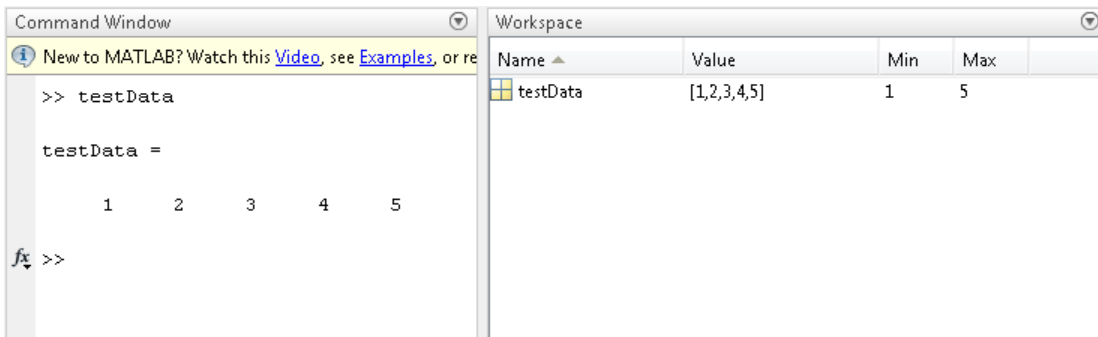 Command Window
New to MATLAB? Watch this Video, see Examples, or re
>> testData
testData =
1 2 3 4 5
fx >>
Workspace
Name Value Min Max
testData [1,2,3,4,5] 1 5